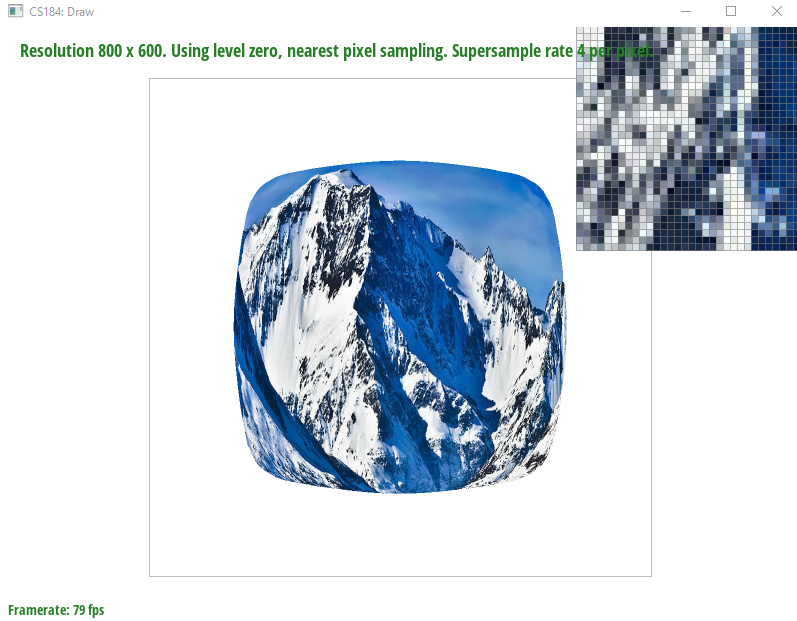 CS184: Draw
Resolution 800 x 600. Using level zero, nearest pixel sampling. Supersample rate 4 per pixel.
Framerate: 79 fps